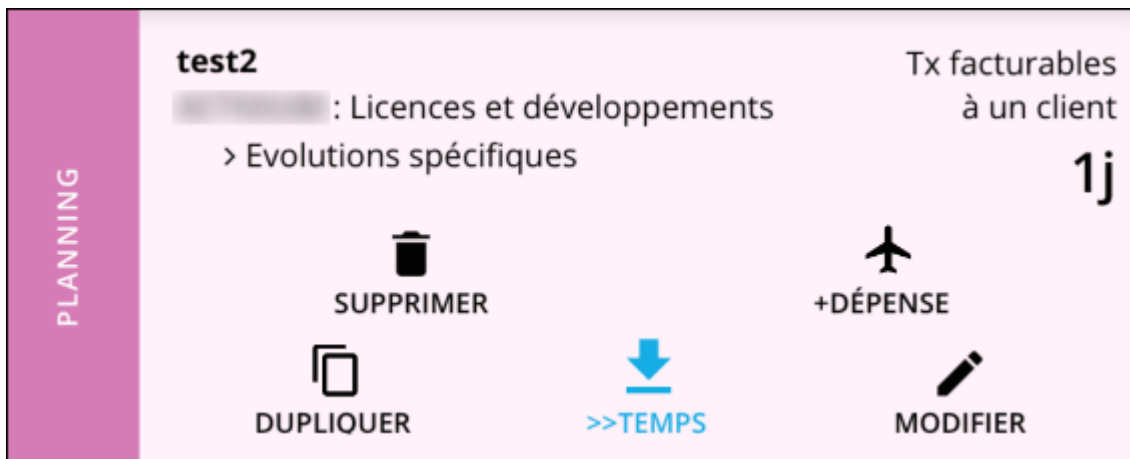 PLANNING
test2
Tx facturables
à un client
: Licences et développements
> Evolutions spécifiques
1j
SUPPRIMER
+DÉPENSE
DUPLIQUER
>>TEMPS
MODIFIER